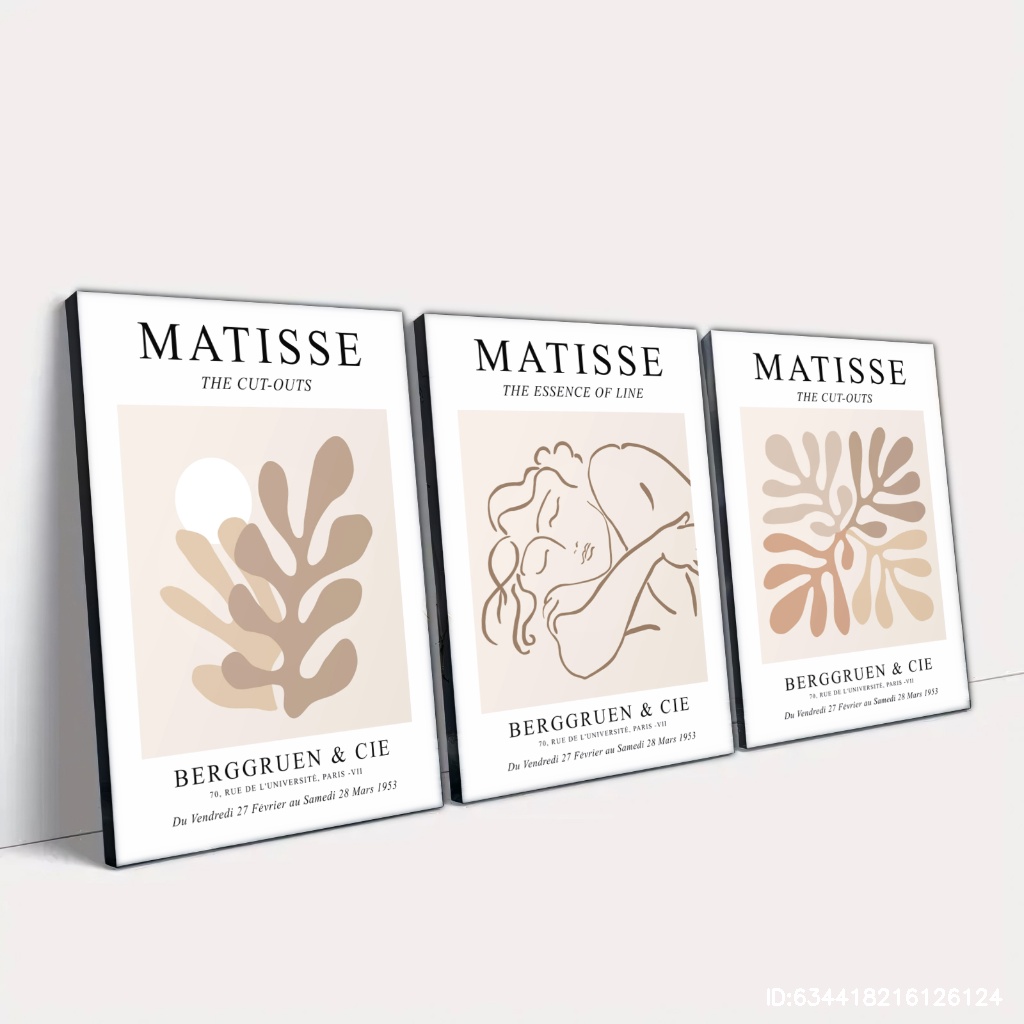 MATISSE
THE CUT-OUTS
BERGGRUEN & CIE
70, RUE DE L'UNIVERSITÉ, PARIS -VII
Du Vendredi 27 Février au Samedi 28 Mars 1953
MATISSE
THE ESSENCE OF LINE
BERGGRUEN & CIE
70, RUE DE L'UNIVERSITÉ, PARIS -VII
Du Vendredi 27 Février au Samedi 28 Mars 1953
MATISSE
THE CUT-OUTS
BERGGRUEN & CIE
70, RUE DE L'UNIVERSITÉ, PARIS -VII
Du Vendredi 27 Février au Samedi 28 Mars 1953
ID:634418216126124